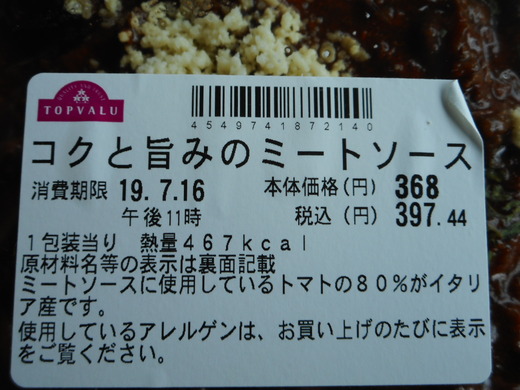 TOPVALU
4549741872140
コクと旨みのミートソース
消費期限 19.7.16 本体価格(円) 368
午後11時 税込(円) 397.44
1包装当り 熱量467kcal
原材料名等の表示は裏面記載
ミートソースに使用しているトマトの80%がイタリ
ア産です。
使用しているアレルゲンは、お買い上げのたびに表示
をご覧ください。